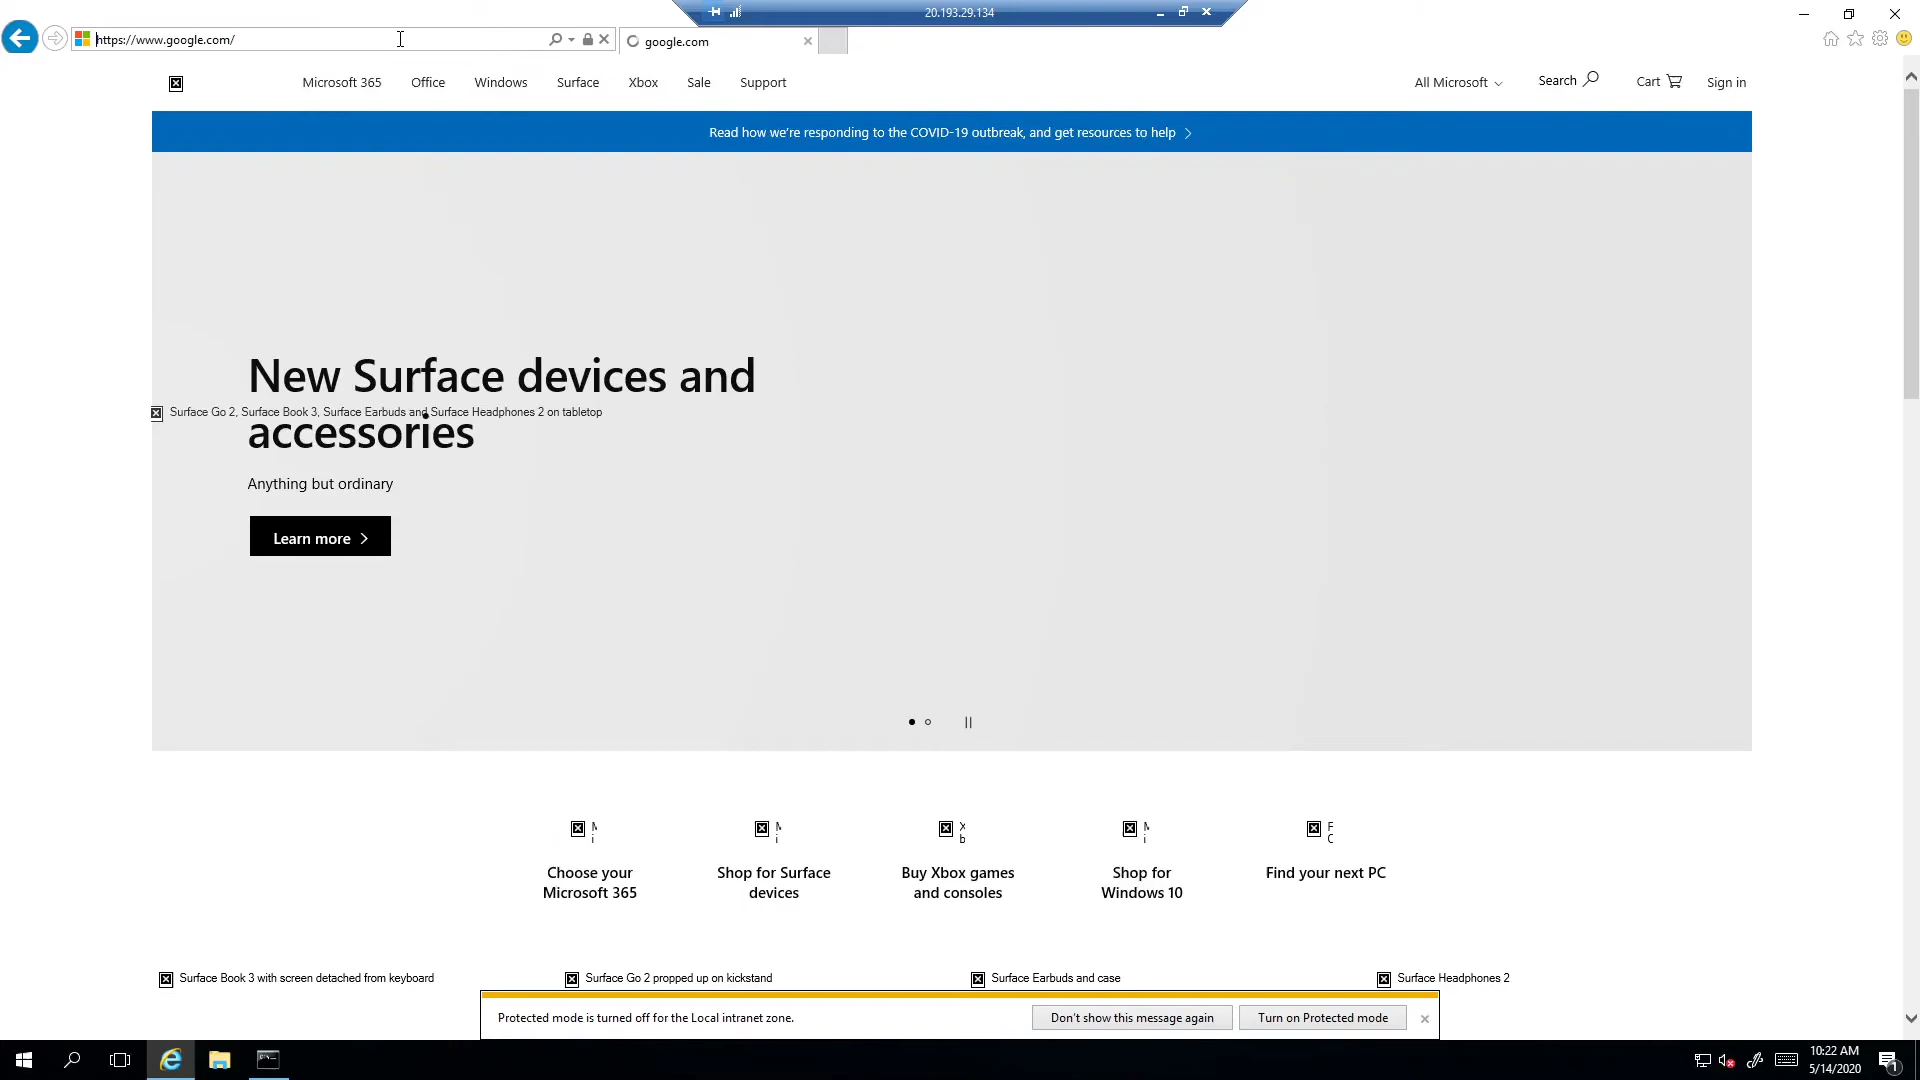 20.193.29.134
https://www.google.com/
google.com
Microsoft 365 Office Windows Surface Xbox Sale Support
All Microsoft Search Cart Sign in
Read how we're responding to the COVID-19 outbreak, and get resources to help
New Surface devices and
Surface Go 2, Surface Book 3, Surface Earbuds and Surface Headphones 2 on tabletop
accessories
Anything but ordinary
Learn more
M M X M F
i i b i C
Choose your
Microsoft 365
Shop for Surface
devices
Buy Xbox games
and consoles
Shop for
Windows 10
Find your next PC
Surface Book 3 with screen detached from keyboard
Surface Go 2 propped up on kickstand
Surface Earbuds and case
Surface Headphones 2
Protected mode is turned off for the Local intranet zone.
Don't show this message again
Turn on Protected mode
10:22 AM
5/14/2020
1